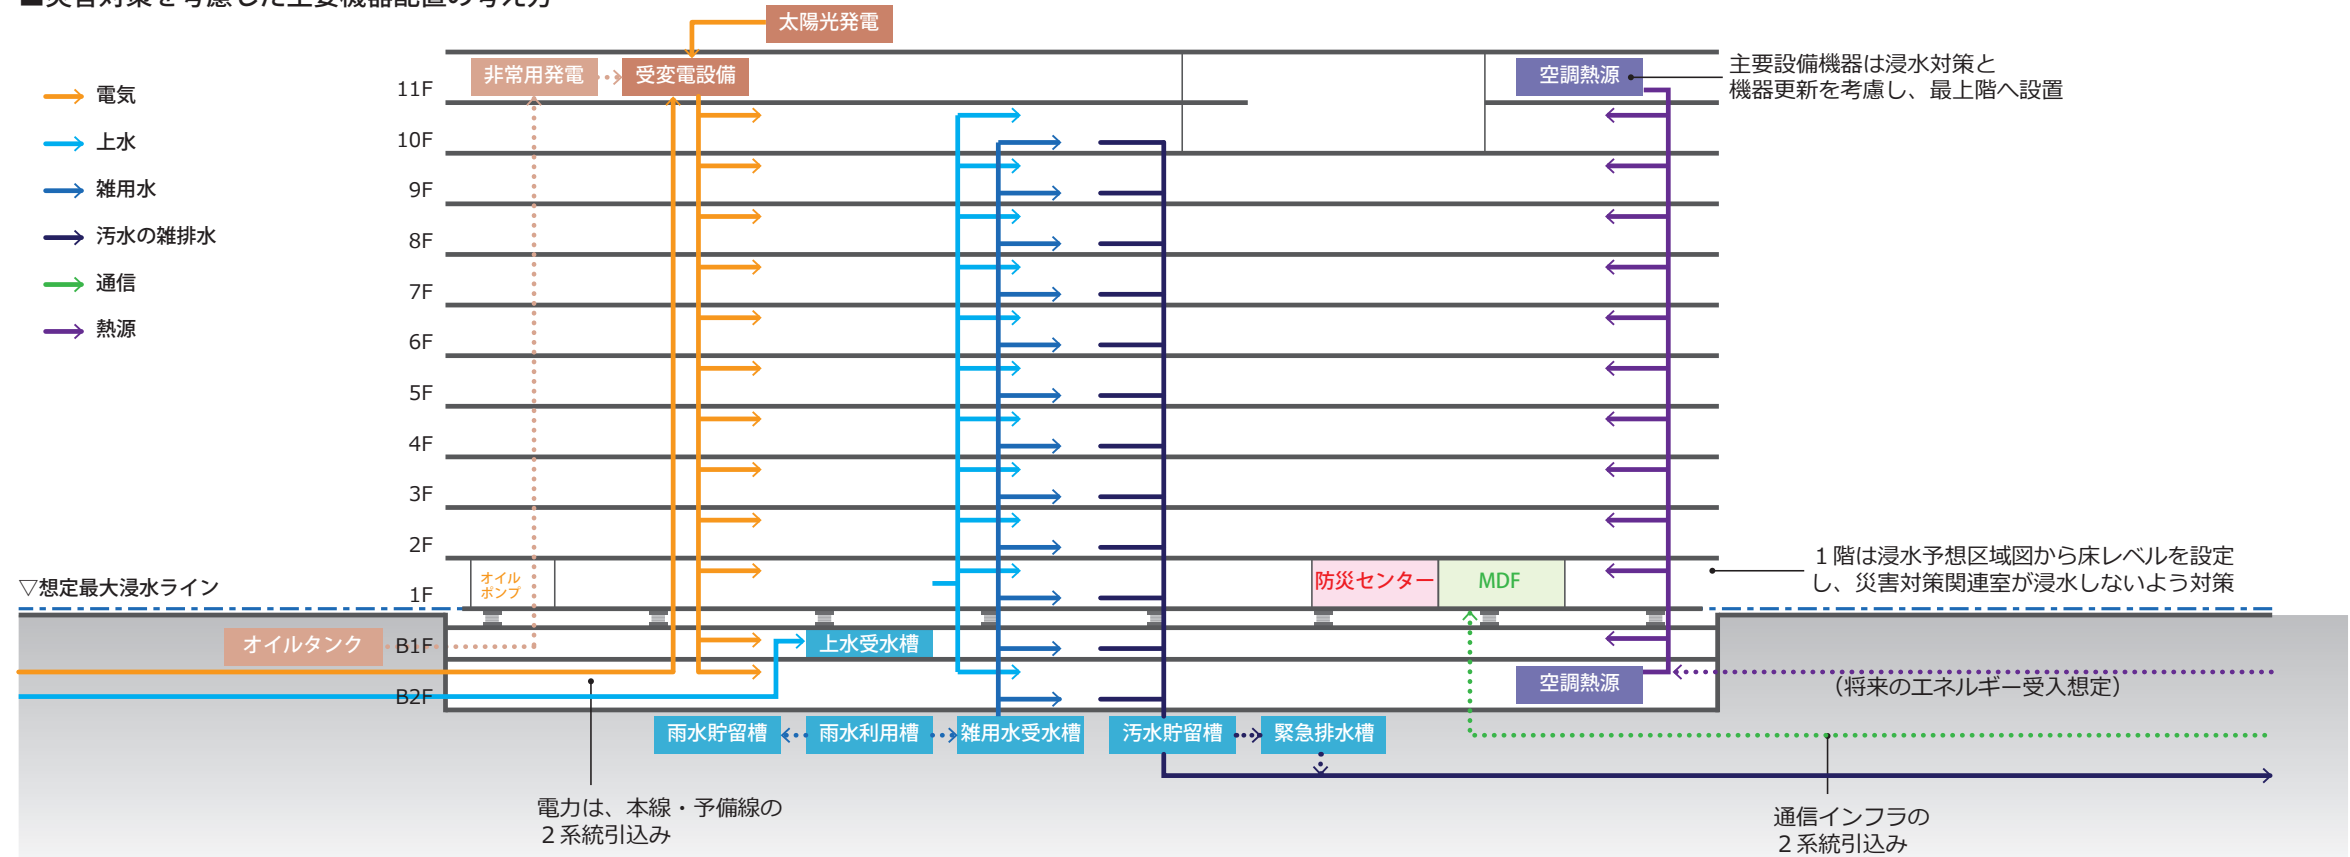 ■災害対策を考慮した主要機器配置の考え方
太陽光発電
電気
上水
雑用水
汚水の雑排水
通信
熱源
非常用発電
受変電設備
空調熱源
主要設備機器は浸水対策と
機器更新を考慮し、最上階へ設置
11F
10F
9F
8F
7F
6F
5F
4F
3F
2F
1F
B1F
B2F
▽想定最大浸水ライン
オイル
ポンプ
防災センター
MDF
1階は浸水予想区域図から床レベルを設定
し、災害対策関連室が浸水しないよう対策
オイルタンク
上水受水槽
空調熱源
（将来のエネルギー受入想定）
雨水貯留槽
雨水利用槽
雑用水受水槽
汚水貯留槽
緊急排水槽
電力は、本線・予備線の
2系統引込み
通信インフラの
2系統引込み